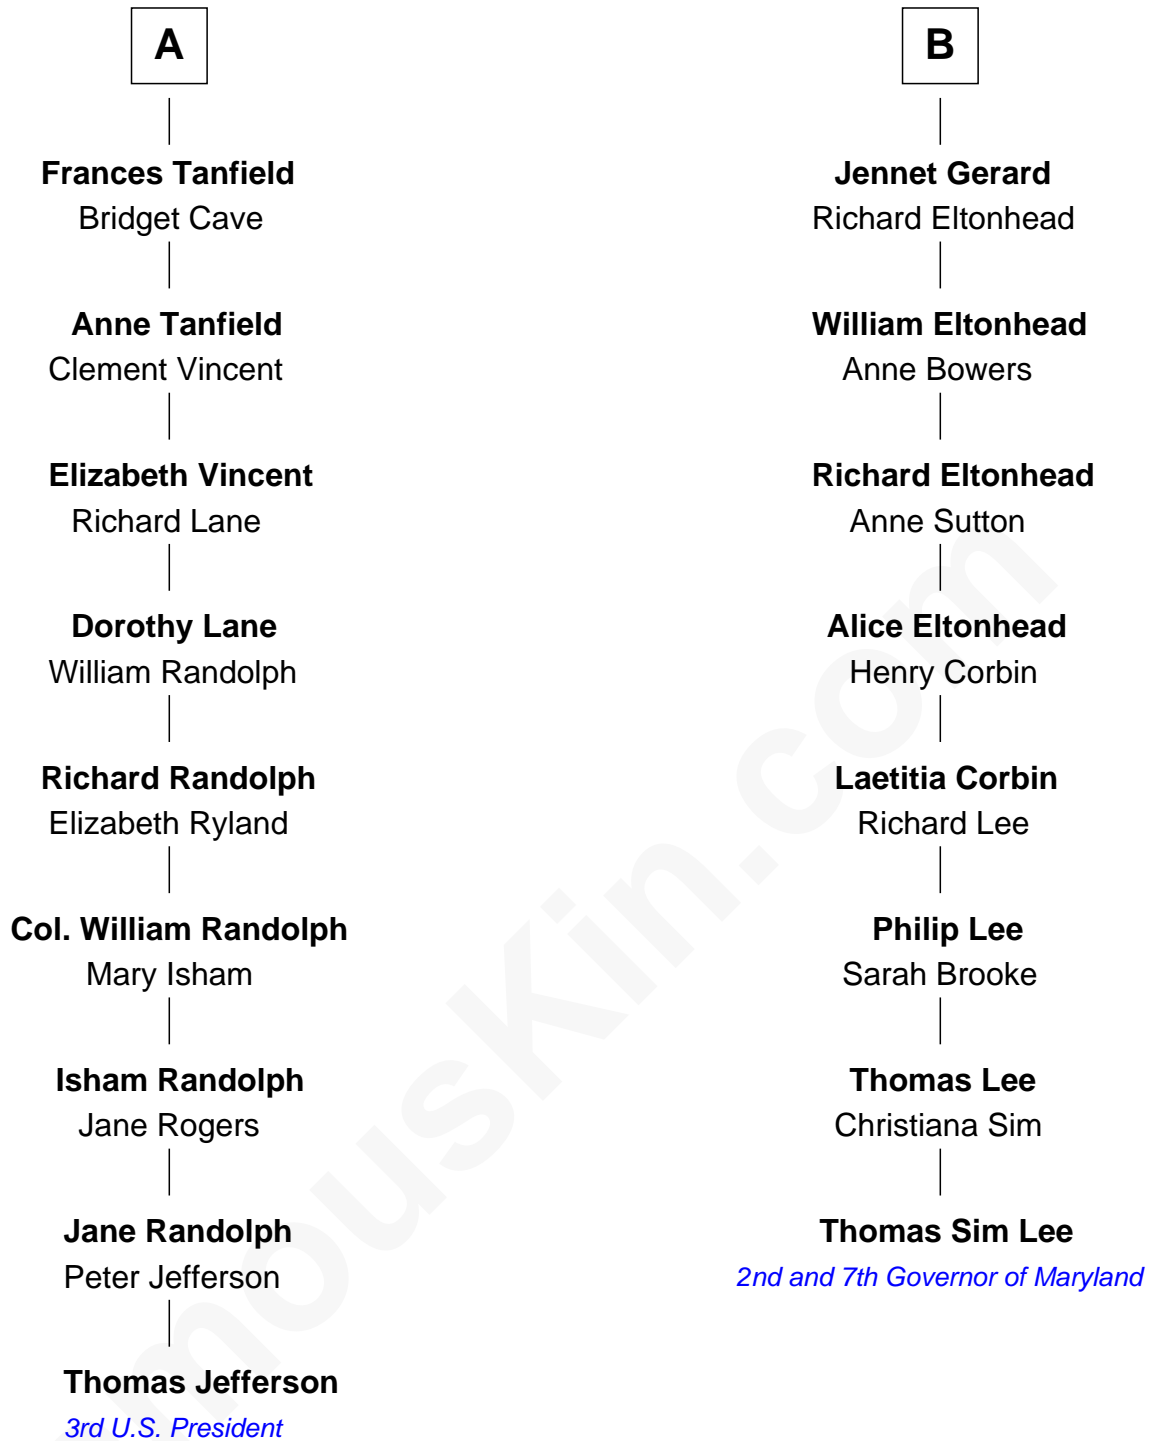 A
Frances Tanfield
Bridget Cave
Anne Tanfield
Clement Vincent
Elizabeth Vincent
Richard Lane
Dorothy Lane
William Randolph
Richard Randolph
Elizabeth Ryland
Col. William Randolph
Mary Isham
Isham Randolph
Jane Rogers
Jane Randolph
Peter Jefferson
Thomas Jefferson
3rd U.S. President
B
Jennet Gerard
Richard Eltonhead
William Eltonhead
Anne Bowers
Richard Eltonhead
Anne Sutton
Alice Eltonhead
Henry Corbin
Laetitia Corbin
Richard Lee
Philip Lee
Sarah Brooke
Thomas Lee
Christiana Sim
Thomas Sim Lee
2nd and 7th Governor of Maryland
mousKin.com